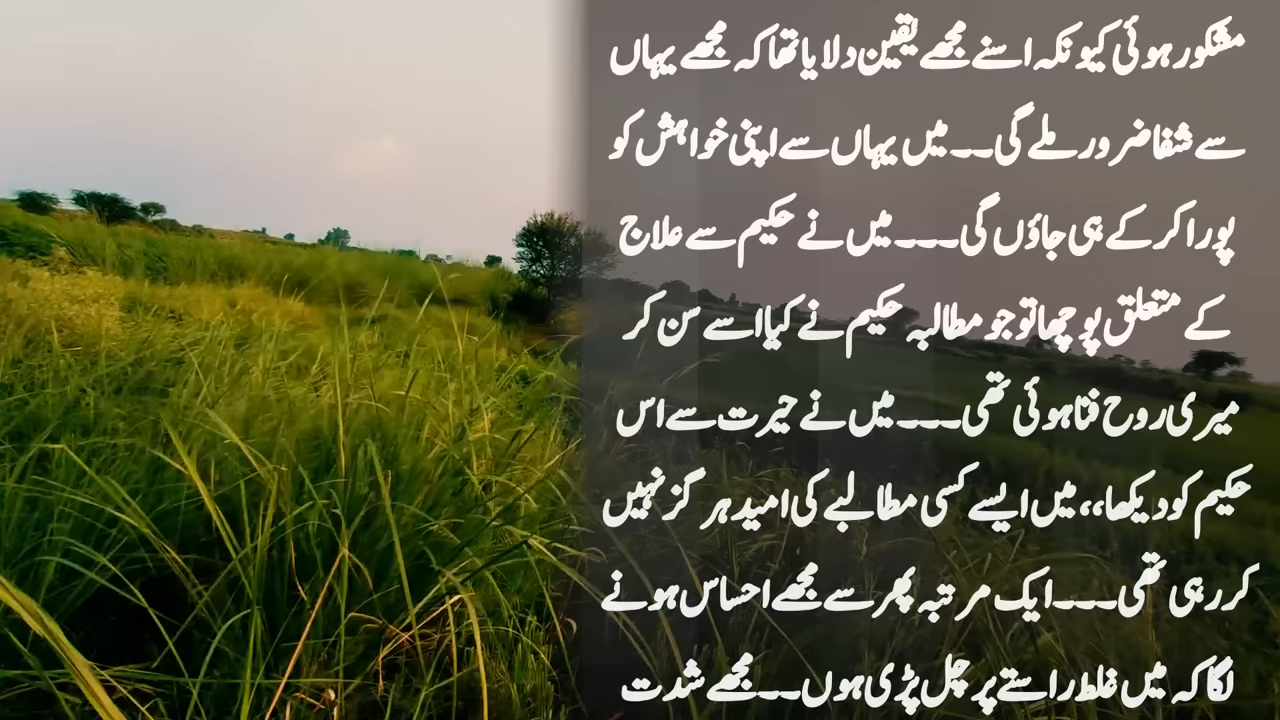 مشکور ہوئی کیونکہ اسنے مجھے یقین دلایا تھا کہ مجھے یہاں
سے شفا ضرور ملے گی۔۔ میں یہاں سے اپنی خواہش کو
پورا کر کے ہی جاؤں گی۔۔۔ میں نے حکیم سے علاج
کے متعلق پوچھا تو جو مطالبہ حکیم نے کیا اسے سن کر
میری روح فنا ہوئی تھی۔۔۔ میں نے حیرت سے اس
حکیم کو دیکھا،، میں ایسے کسی مطالبے کی امید ہرگز نہیں
کر رہی تھی۔۔۔ ایک مرتبہ پھر سے مجھے احساس ہونے
لگا کہ میں غلط راستے پر چل پڑی ہوں۔۔ مجھے شدت